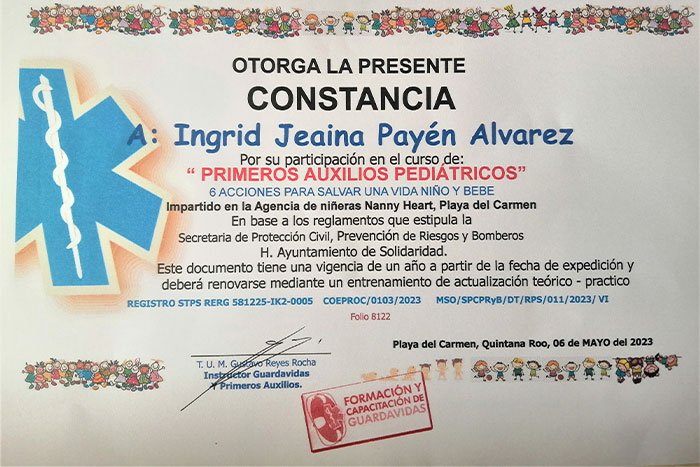 OTORGA LA PRESENTE
CONSTANCIA
A: Ingrid Jeaina Payén Alvarez
Por su participación en el curso de:
“ PRIMEROS AUXILIOS PEDIÁTRICOS”
6 ACCIONES PARA SALVAR UNA VIDA NIÑO Y BEBE
Impartido en la Agencia de niñeras Nanny Heart, Playa del Carmen
En base a los reglamentos que estipula la
Secretaria de Protección Civil, Prevención de Riesgos y Bomberos
H. Ayuntamiento de Solidaridad.
Este documento tiene una vigencia de un año a partir de la fecha de expedición y
deberá renovarse mediante un entrenamiento de actualización teórico - practico
REGISTRO STPS RERG 581225-IK2-0005 COEPROC/0103/2023 MSO/SPCPRyB/DT/RPS/011/2023/ VI
Folio 8122
Playa del Carmen, Quintana Roo, 06 de MAYO del 2023
T. U. M. Gustavo Reyes Rocha
Instructor Guardavidas
Y Primeros Auxilios.
FORMACIÓN Y
CAPACITACIÓN DE
GUARDAVIDAS